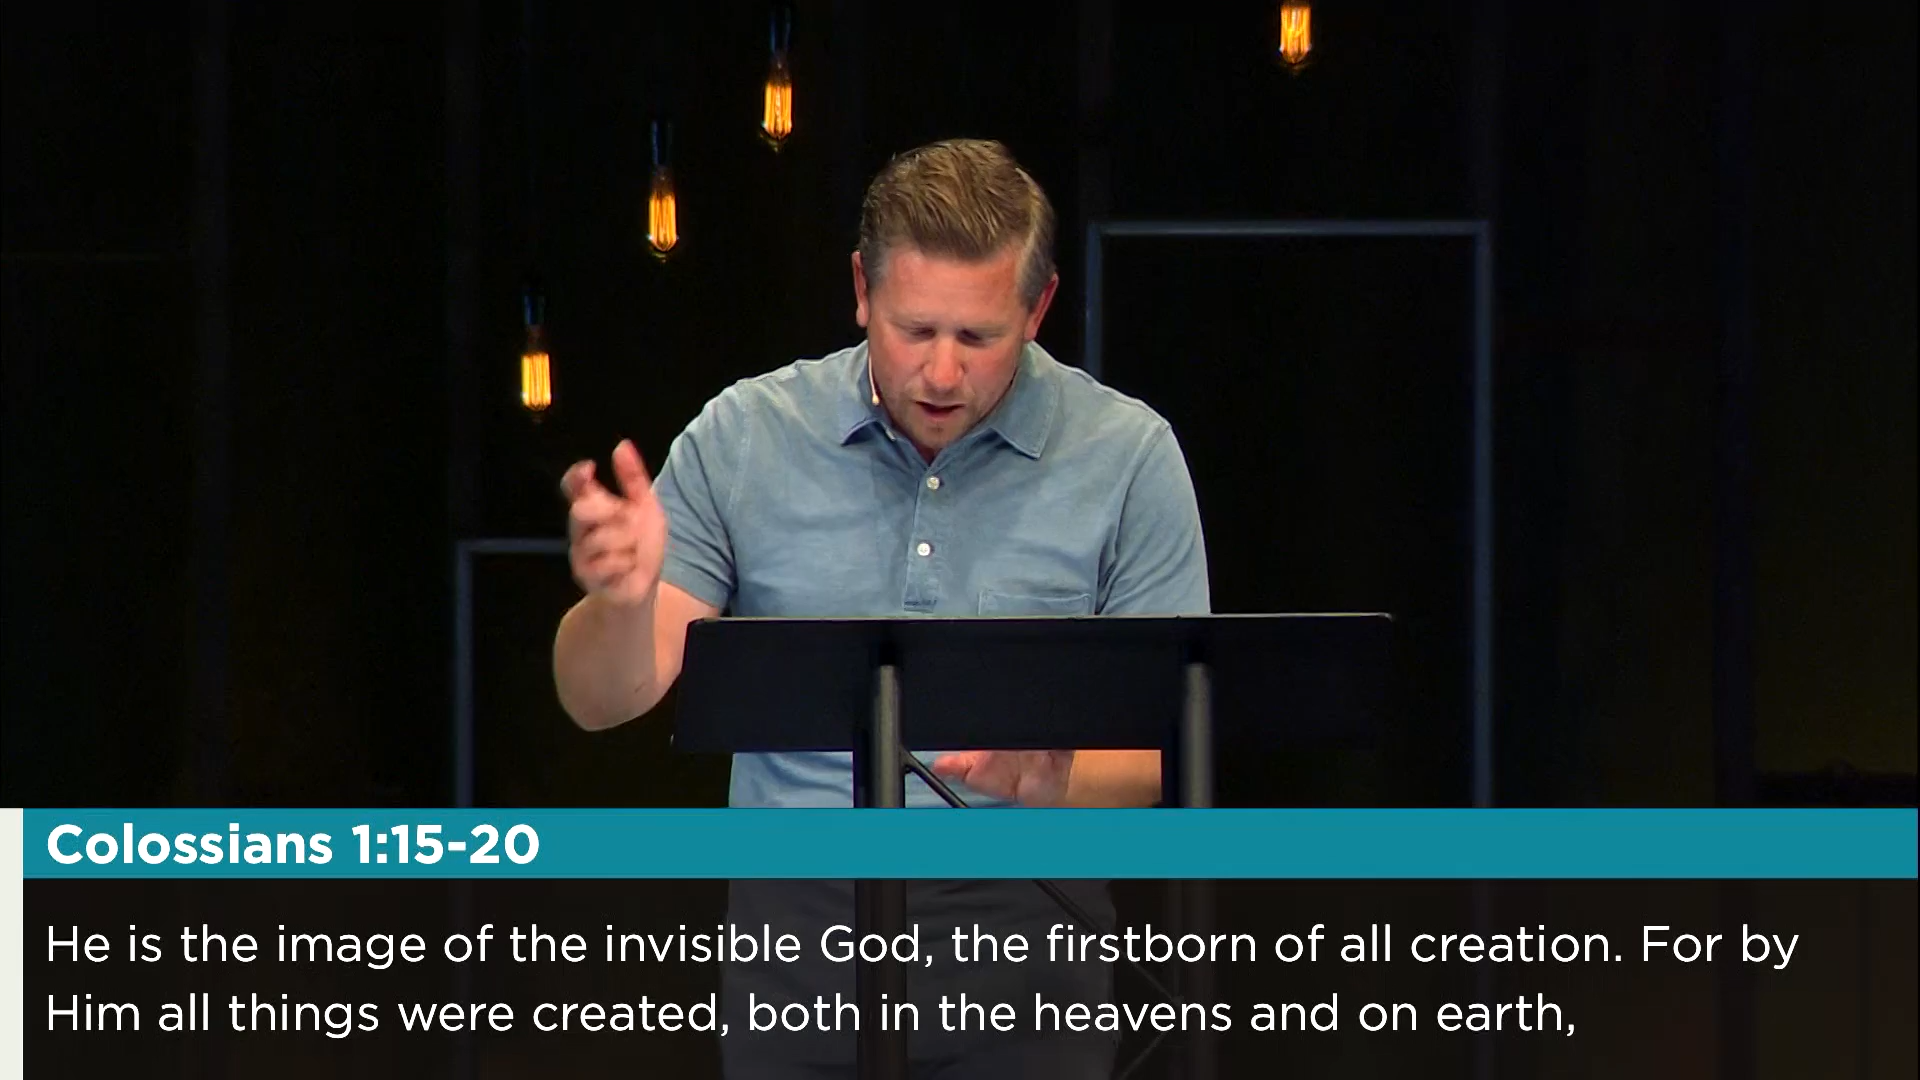 Colossians 1:15-20
He is the image of the invisible God, the firstborn of all creation. For by
Him all things were created, both in the heavens and on earth,